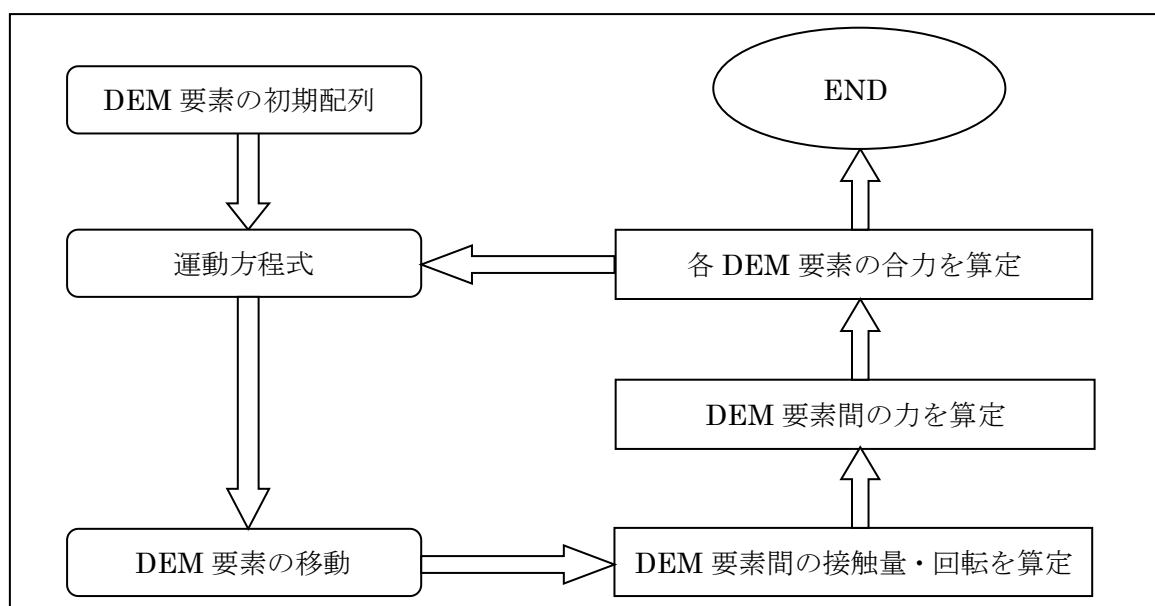 DEM 要素の初期配列
END
運動方程式
各 DEM 要素の合力を算定
DEM 要素間の力を算定
DEM 要素の移動
DEM 要素間の接触量・回転を算定